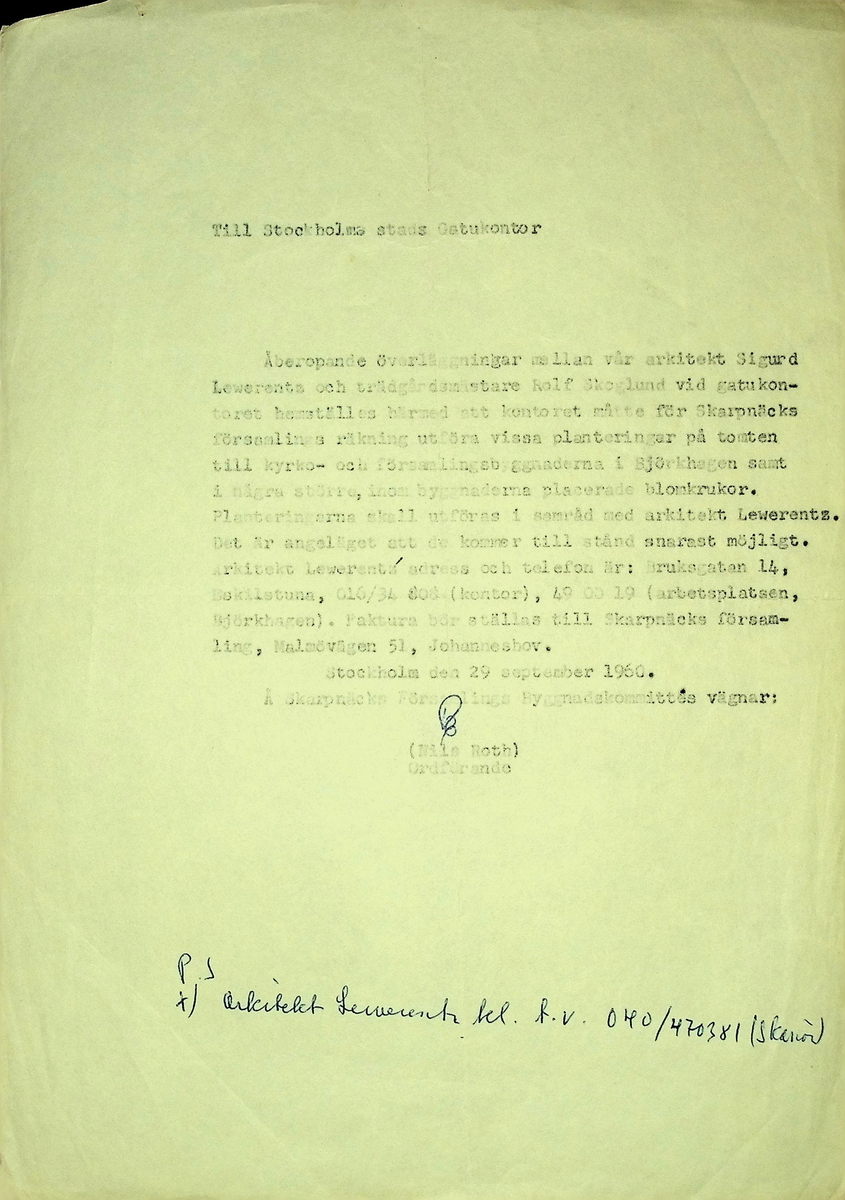 Till Stockholms stads Gatukontor
Åberopande överläggningar mellan vår arkitekt Sigurd
Lewerentz och trädgårdsmästare Rolf Skoglund vid gatukon-
toret hemställes härmed att kontoret måtte för Skarpnäcks
församlings räkning utföra vissa planteringar på tomten
till kyrko- och församlingsbyggnaderna i Björkhagen samt
i några större, inom byggnaderna placerade blomkrukor.
Planteringarna skall utföras i samråd med arkitekt Lewerentz.
Det är angeläget att de kommer till stånd snarast möjligt.
Arkitekt Lewerentz' adress och telefon är: Bruksgatan 14,
Eskilstuna, 016/34 808 (kontor), 49 00 19 (arbetsplatsen,
Björkhagen). Faktura bör ställas till Skarpnäcks försam-
ling, Malmövägen 51, Johanneshov.
Stockholm den 29 september 1960.
Å Skarpnäcks Församlings Byggnadskommittés vägnar:
(Nils Roth)
Ordförande
P.S
x) arkitekt Lewerentz tel. t.v. 040/470381 (Skanör)